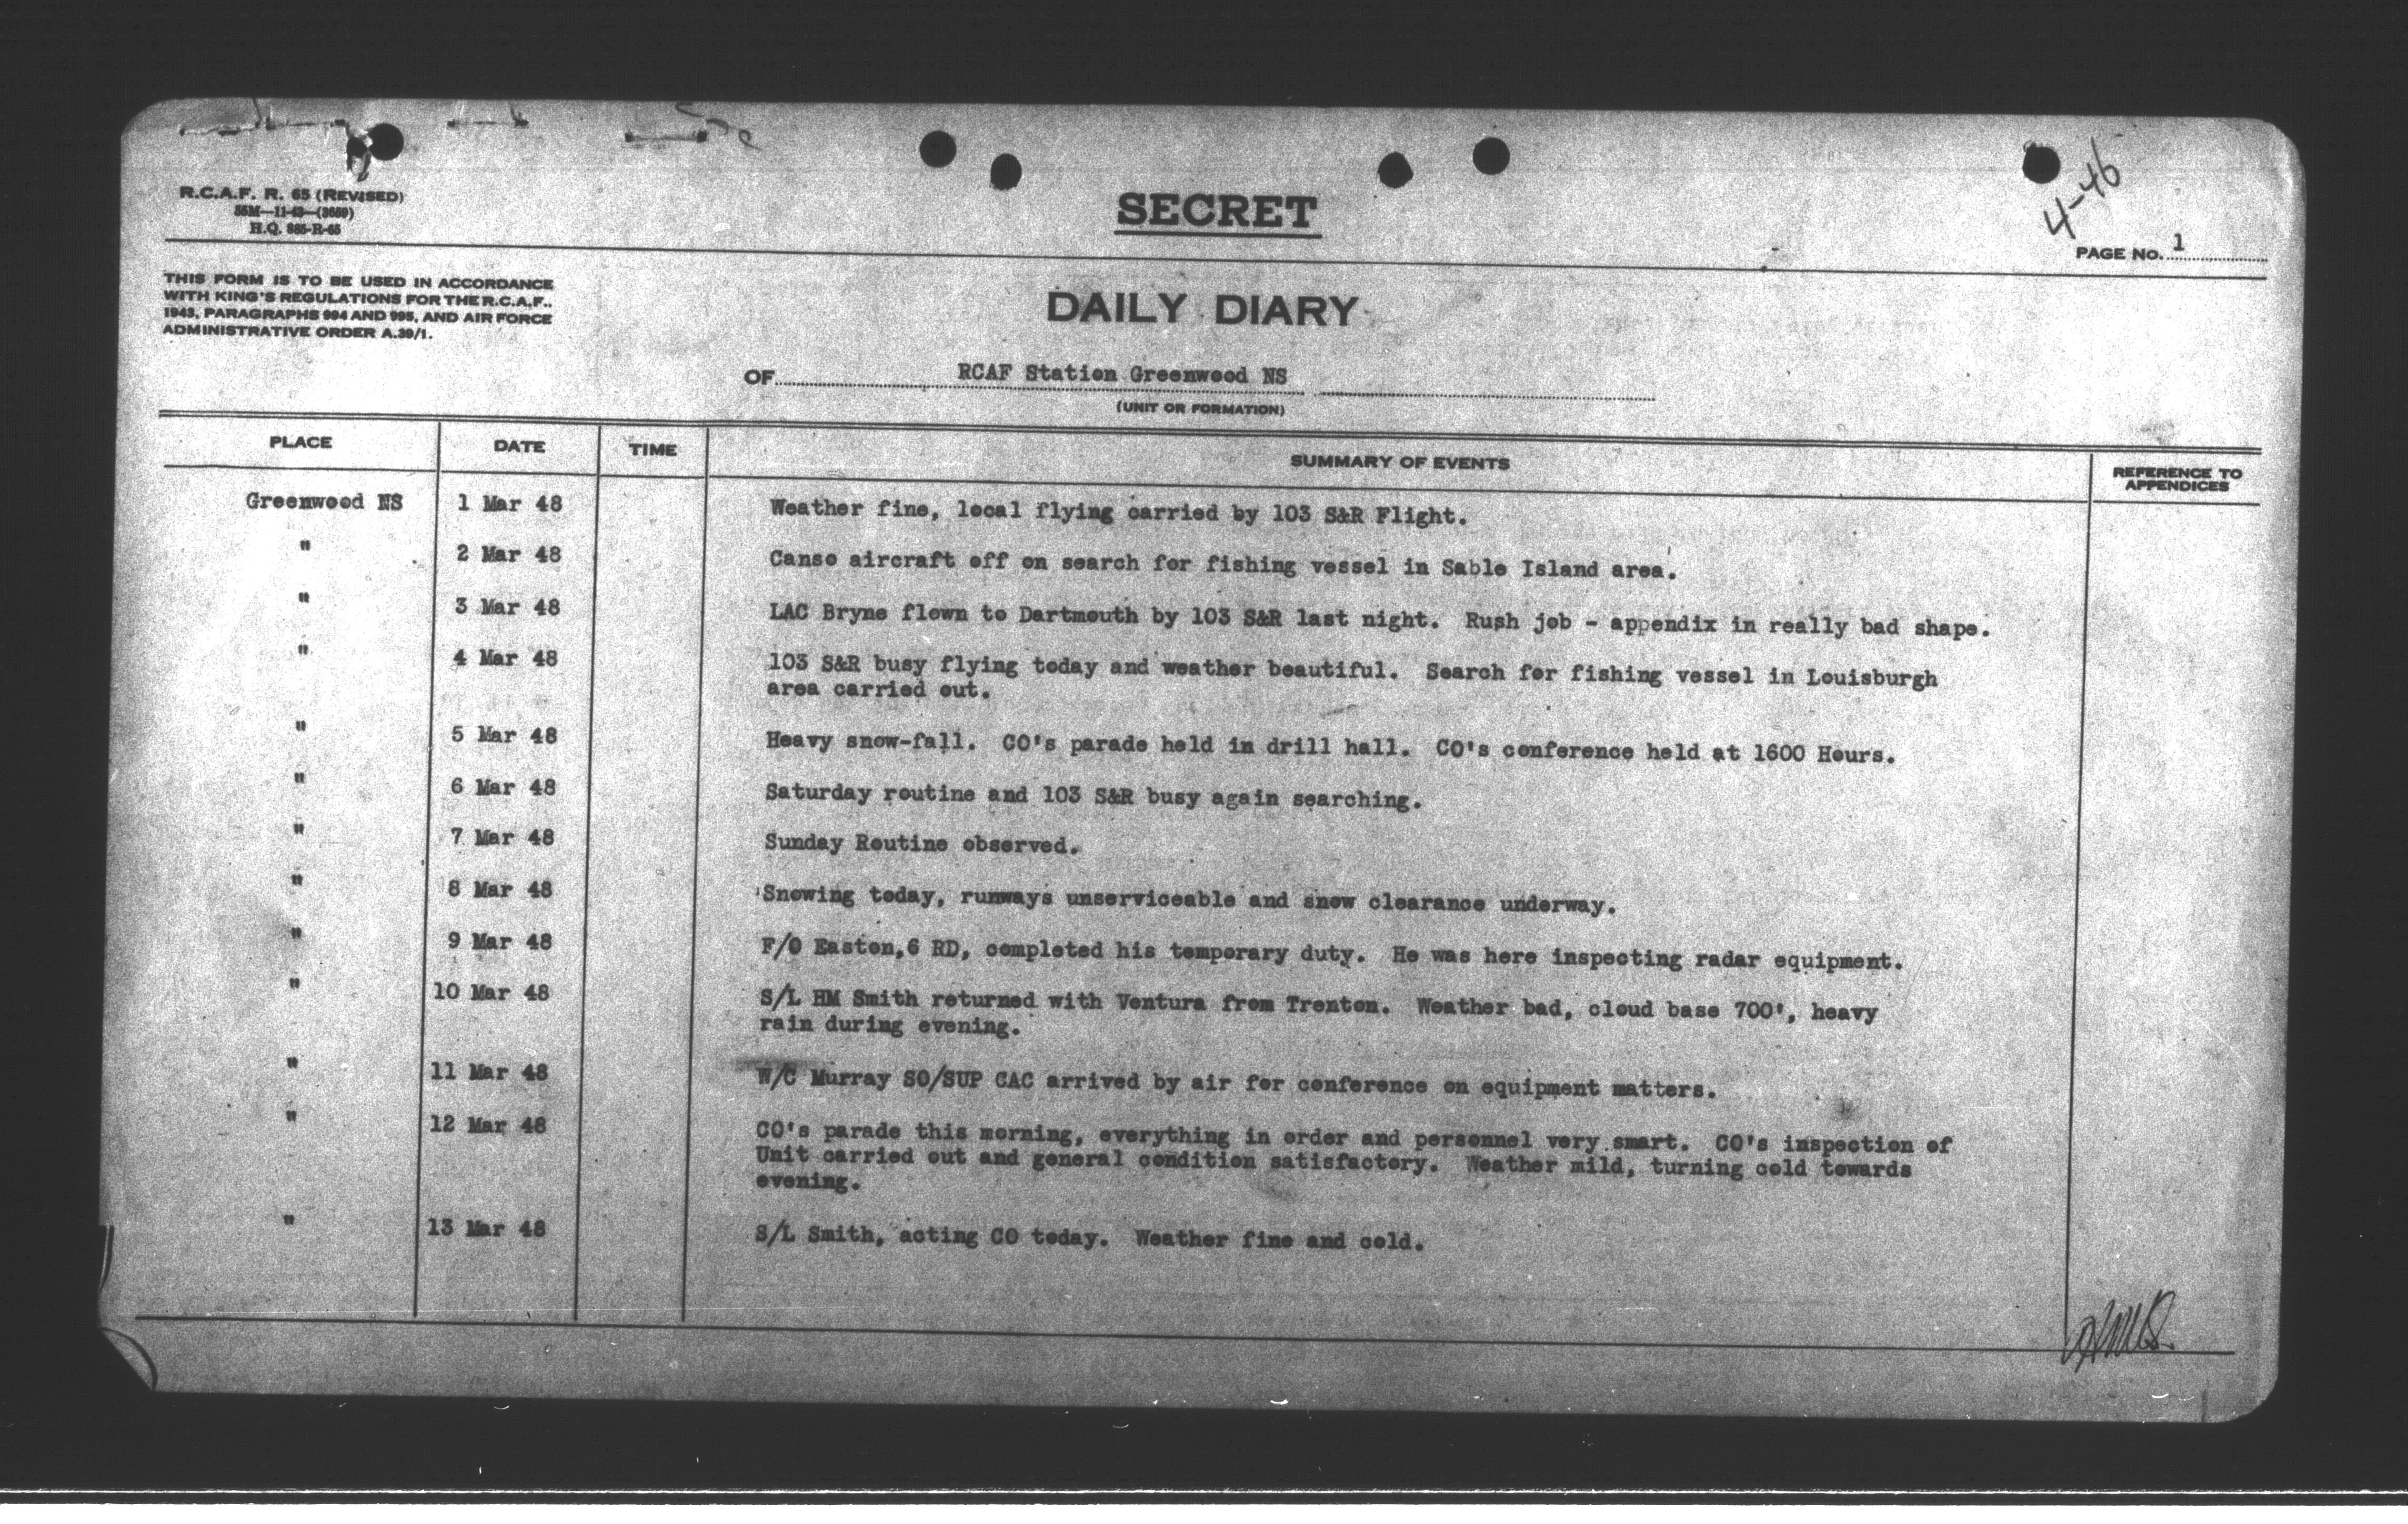 R.C.A.F. R. 65 (REVISED)
55M—11-43—(3659)
H.Q. 885-R-65
SECRET
4-46
PAGE NO. 1
THIS FORM IS TO BE USED IN ACCORDANCE
WITH KING'S REGULATIONS FOR THE R.C.A.F.,
1943, PARAGRAPHS 994 AND 995, AND AIR FORCE
ADMINISTRATIVE ORDER A.39/1.
DAILY DIARY
OF RCAF Station Greenwood NS
(UNIT OR FORMATION)
PLACE DATE TIME SUMMARY OF EVENTS REFERENCE TO
APPENDICES
Greenwood NS 1 Mar 48 Weather fine, local flying carried by 103 S&R Flight.
" 2 Mar 48 Canso aircraft off on search for fishing vessel in Sable Island area.
" 3 Mar 48 LAC Bryne flown to Dartmouth by 103 S&R last night. Rush job - appendix in really bad shape.
" 4 Mar 48 103 S&R busy flying today and weather beautiful. Search for fishing vessel in Louisburgh
area carried out.
" 5 Mar 48 Heavy snow-fall. CO's parade held in drill hall. CO's conference held at 1600 Hours.
" 6 Mar 48 Saturday routine and 103 S&R busy again searching.
" 7 Mar 48 Sunday Routine observed.
" 8 Mar 48 Snowing today, runways unserviceable and snow clearance underway.
" 9 Mar 48 F/O Easton,6 RD, completed his temporary duty. He was here inspecting radar equipment.
" 10 Mar 48 S/L HM Smith returned with Ventura from Trenton. Weather bad, cloud base 700', heavy
rain during evening.
" 11 Mar 48 W/C Murray SO/SUP CAC arrived by air for conference on equipment matters.
" 12 Mar 48 CO's parade this morning, everything in order and personnel very smart. CO's inspection of
Unit carried out and general condition satisfactory. Weather mild, turning cold towards
evening.
" 13 Mar 48 S/L Smith, acting CO today. Weather fine and cold.